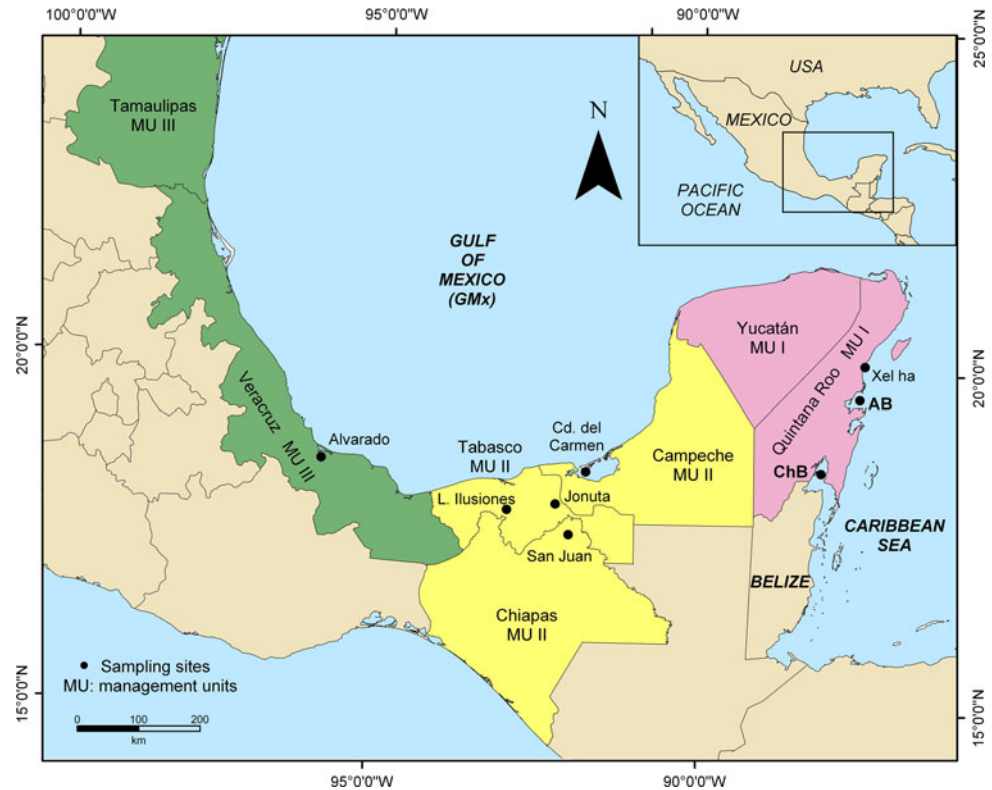 100°0'0"W
95°0'0"W
90°0'0"W
25°0'0"N
USA
MEXICO
PACIFIC
OCEAN
Tamaulipas
MU III
N
GULF
OF
MEXICO
(GMx)
20°0'0"N
20°0'0"N
Yucatán
MU I
Quintana Roo MU I
Xel ha
AB
ChB
Veracruz MU III
Alvarado
Tabasco
MU II
Cd. del
Carmen
Campeche
MU II
L. Ilusiones
Jonuta
San Juan
CARIBBEAN
SEA
BELIZE
Chiapas
MU II
Sampling sites
MU: management units
0 100 200
km
15°0'0"N
15°0'0"N
95°0'0"W
90°0'0"W